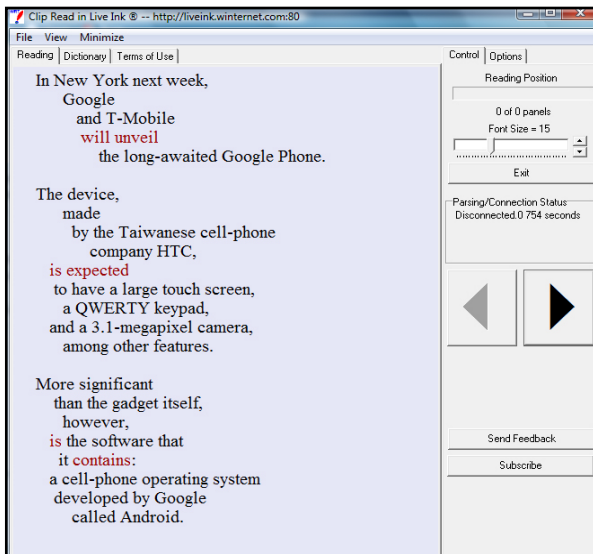 Clip Read in Live Ink ® -- http://liveink.winternet.com:80
File View Minimize
Reading Dictionary Terms of Use
In New York next week,
Google
and T-Mobile
will unveil
the long-awaited Google Phone.
The device,
made
by the Taiwanese cell-phone
company HTC,
is expected
to have a large touch screen,
a QWERTY keypad,
and a 3.1-megapixel camera,
among other features.
More significant
than the gadget itself,
however,
is the software that
it contains:
a cell-phone operating system
developed by Google
called Android.
Control Options
Reading Position
0 of 0 panels
Font Size = 15
Exit
Parsing/Connection Status
Disconnected.0 754 seconds
Send Feedback
Subscribe